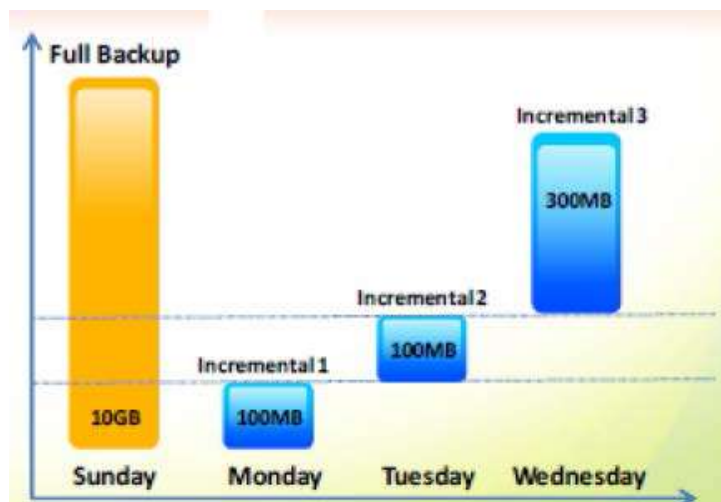 Full Backup
Incremental 3
300MB
Incremental 2
100MB
Incremental 1
10GB
100MB
Sunday
Monday
Tuesday
Wednesday